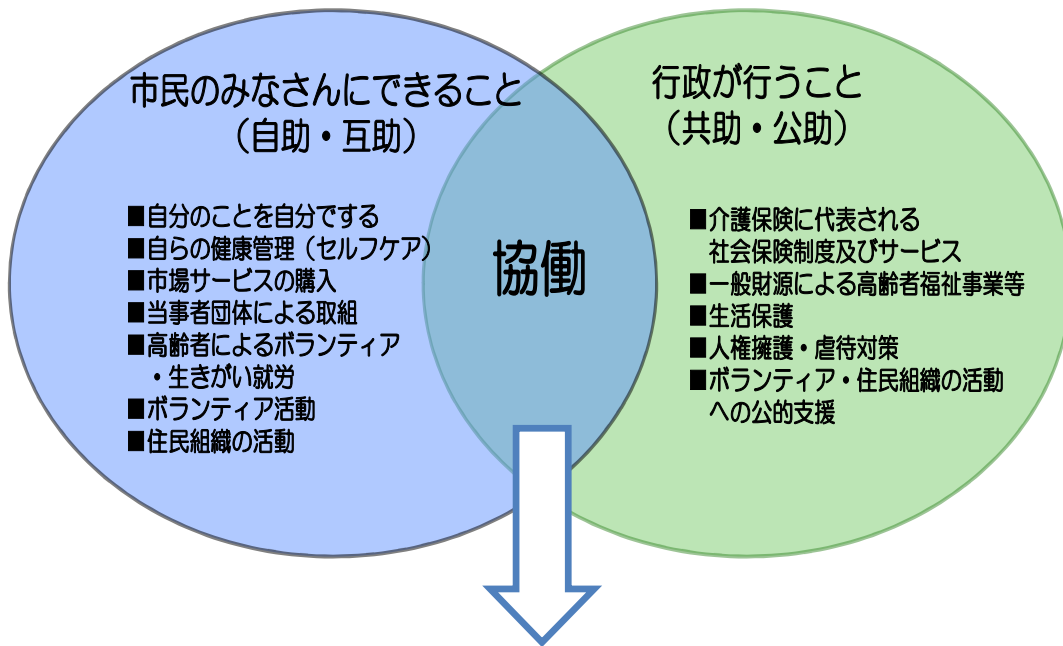 市民のみなさんにできること
（自助・互助）
■自分のことを自分でする
■自らの健康管理（セルフケア）
■市場サービスの購入
■当事者団体による取組
■高齢者によるボランティア
・生きがい就労
■ボランティア活動
■住民組織の活動
協働
行政が行うこと
（共助・公助）
■介護保険に代表される
社会保険制度及びサービス
■一般財源による高齢者福祉事業等
■生活保護
■人権擁護・虐待対策
■ボランティア・住民組織の活動
への公的支援